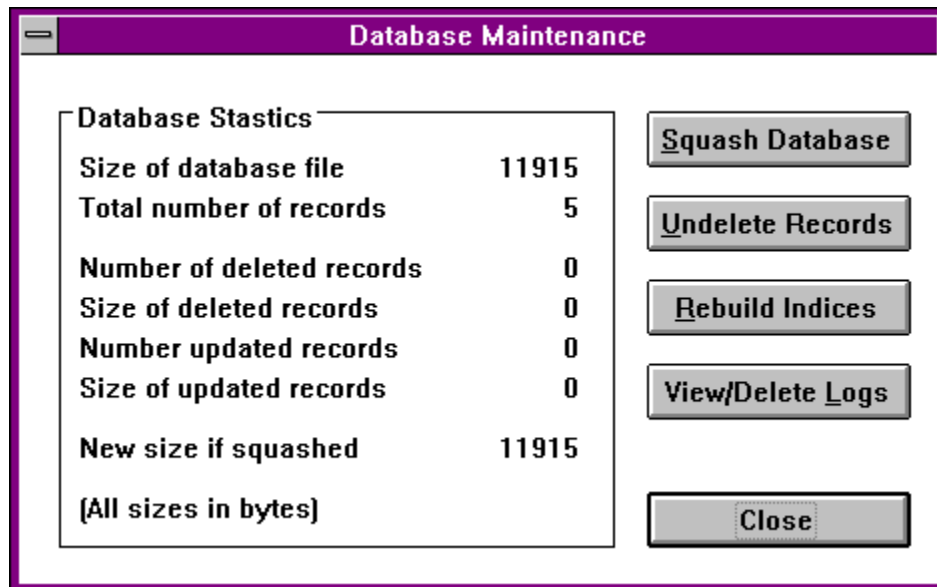 Database Maintenance
Database Stastics
Size of database file 11915
Total number of records 5
Number of deleted records 0
Size of deleted records 0
Number updated records 0
Size of updated records 0
New size if squashed 11915
(All sizes in bytes)
Squash Database
Undelete Records
Rebuild Indices
View/Delete Logs
Close